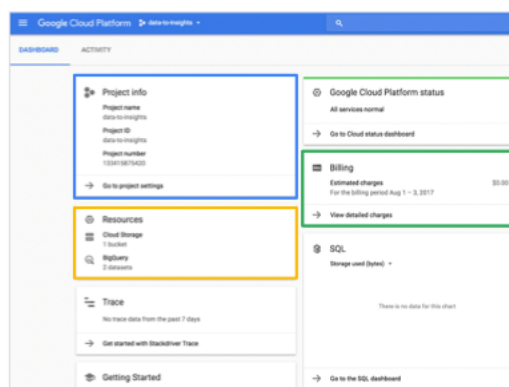 Google Cloud Platform data-to-insights
DASHBOARD ACTIVITY
Project info
Project name
data-to-insights
Project ID
data-to-insights
Project number
133415875420
Go to project settings
Resources
Cloud Storage
1 bucket
BigQuery
2 datasets
Trace
No trace data from the past 7 days
Get started with Stackdriver Trace
Getting Started
Google Cloud Platform status
All services normal
Go to Cloud status dashboard
Billing
Estimated charges $0.00
For the billing period Aug 1 – 3, 2017
View detailed charges
SQL
Storage used (bytes)
There is no data for this chart
Go to the SQL dashboard